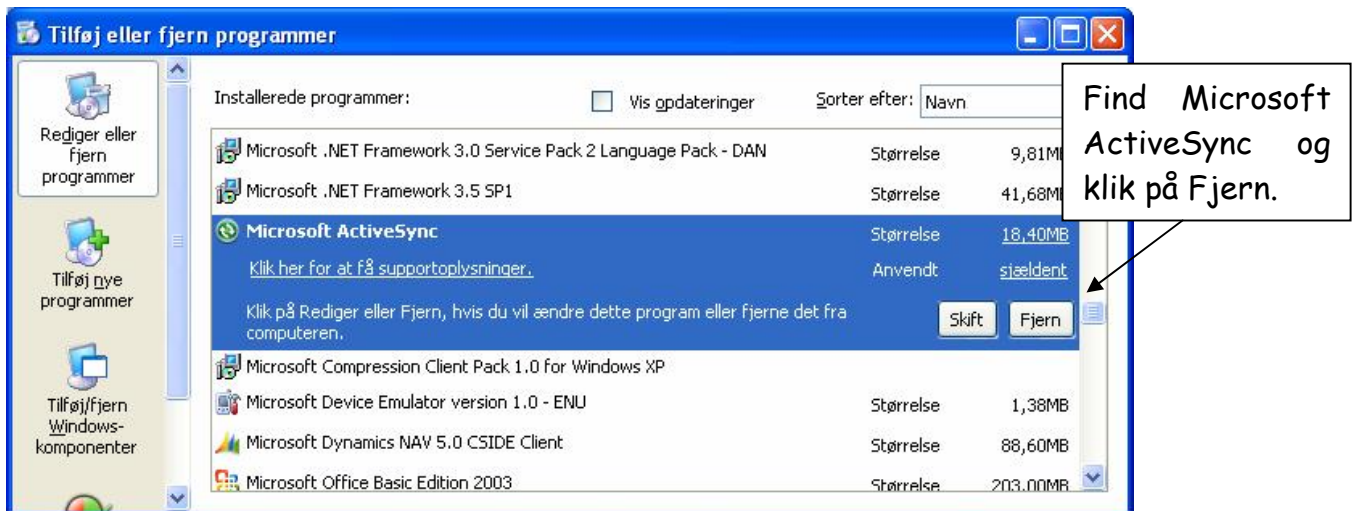 Tilføj eller fjern programmer
Rediger eller
fjern
programmer
Tilføj nye
programmer
Tilføj/fjern
Windows-
komponenter
Installerede programmer:
Vis opdateringer
Sorter efter: Navn
Microsoft .NET Framework 3.0 Service Pack 2 Language Pack - DAN Størrelse 9,81MB
Microsoft .NET Framework 3.5 SP1 Størrelse 41,68MB
Microsoft ActiveSync Størrelse 18,40MB
Klik her for at få supportoplysninger. Anvendt sjældent
Klik på Rediger eller Fjern, hvis du vil ændre dette program eller fjerne det fra
computeren.
Skift Fjern
Microsoft Compression Client Pack 1.0 for Windows XP
Microsoft Device Emulator version 1.0 - ENU Størrelse 1,38MB
Microsoft Dynamics NAV 5.0 CSIDE Client Størrelse 88,60MB
Microsoft Office Basic Edition 2003 Størrelse 203,00MB
Find Microsoft
ActiveSync og
klik på Fjern.